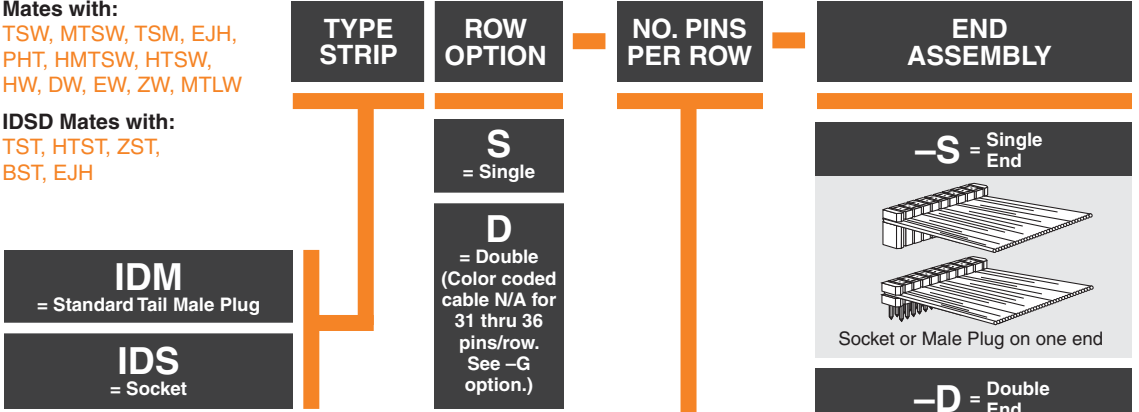 Mates with:
TSW, MTSW, TSM, EJH,
PHT, HMTSW, HTSW,
HW, DW, EW, ZW, MTLW
IDSD Mates with:
TST, HTST, ZST,
BST, EJH
TYPE
STRIP
ROW
OPTION
NO. PINS
PER ROW
END
ASSEMBLY
IDM
= Standard Tail Male Plug
IDS
= Socket
S
= Single
D
= Double
(Color coded
cable N/A for
31 thru 36
pins/row.
See –G
option.)
–S = Single
End
Socket or Male Plug on one end
–D = Double
End